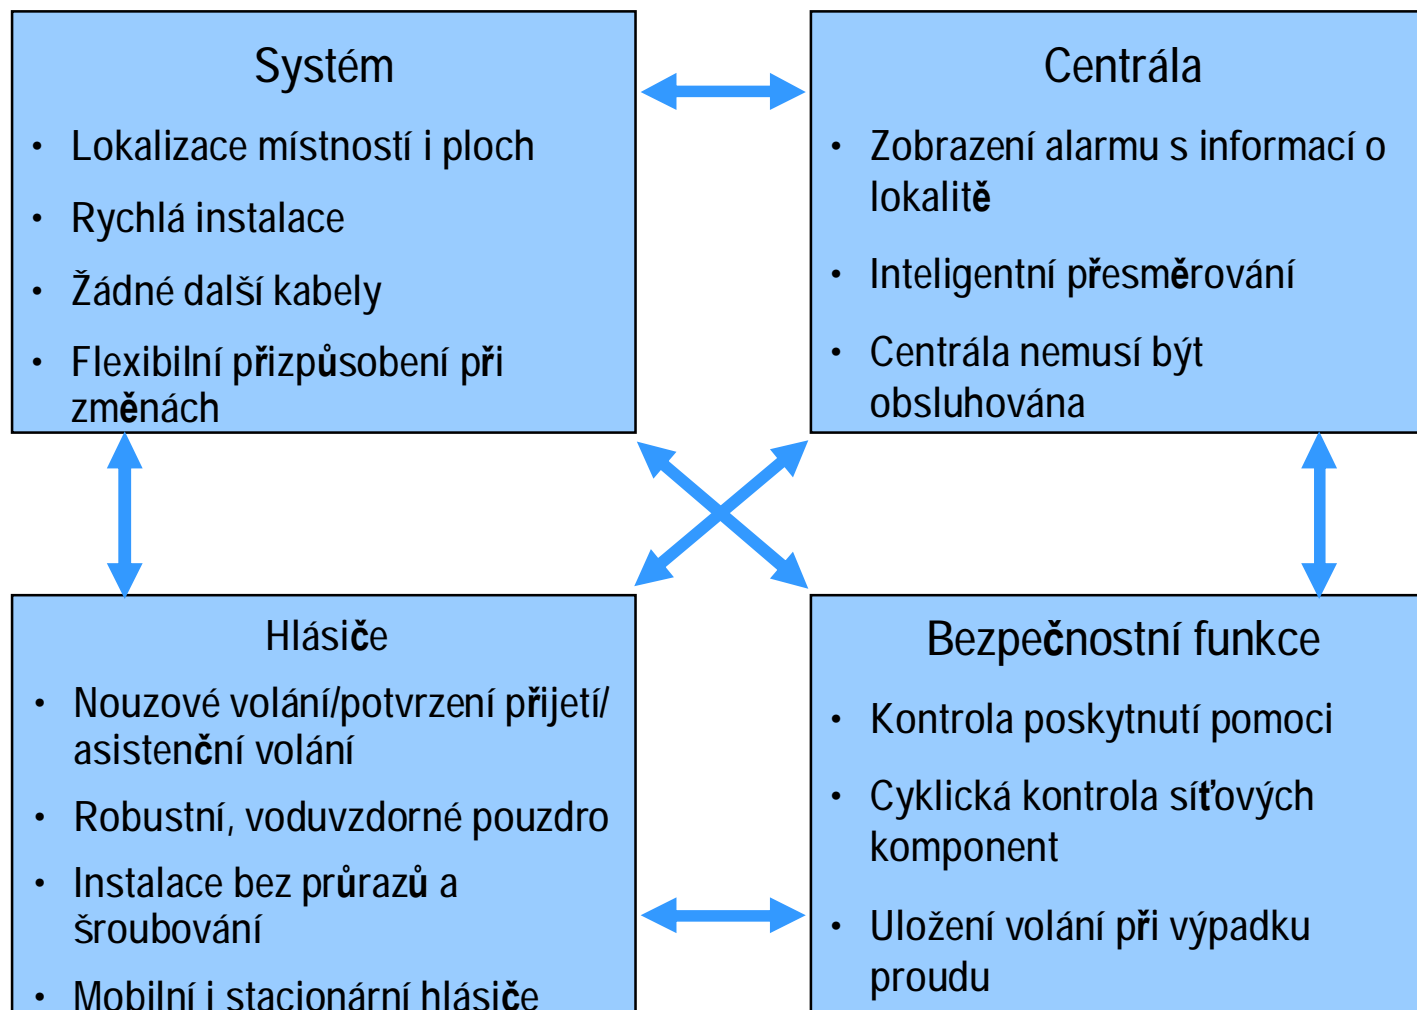 Systém
• Lokalizace místností i ploch
• Rychlá instalace
• Žádné další kabely
• Flexibilní přizpůsobení při
změnách
Centrála
• Zobrazení alarmu s informací o
lokalitě
• Inteligentní přesměrování
• Centrála nemusí být
obsluhována
Hlásiče
• Nouzové volání/potvrzení přijetí/
asistenční volání
• Robustní, voduvzdorné pouzdro
• Instalace bez průrazů a
šroubování
• Mobilní i stacionární hlásiče
Bezpečnostní funkce
• Kontrola poskytnutí pomoci
• Cyklická kontrola síťových
komponent
• Uložení volání při výpadku
proudu